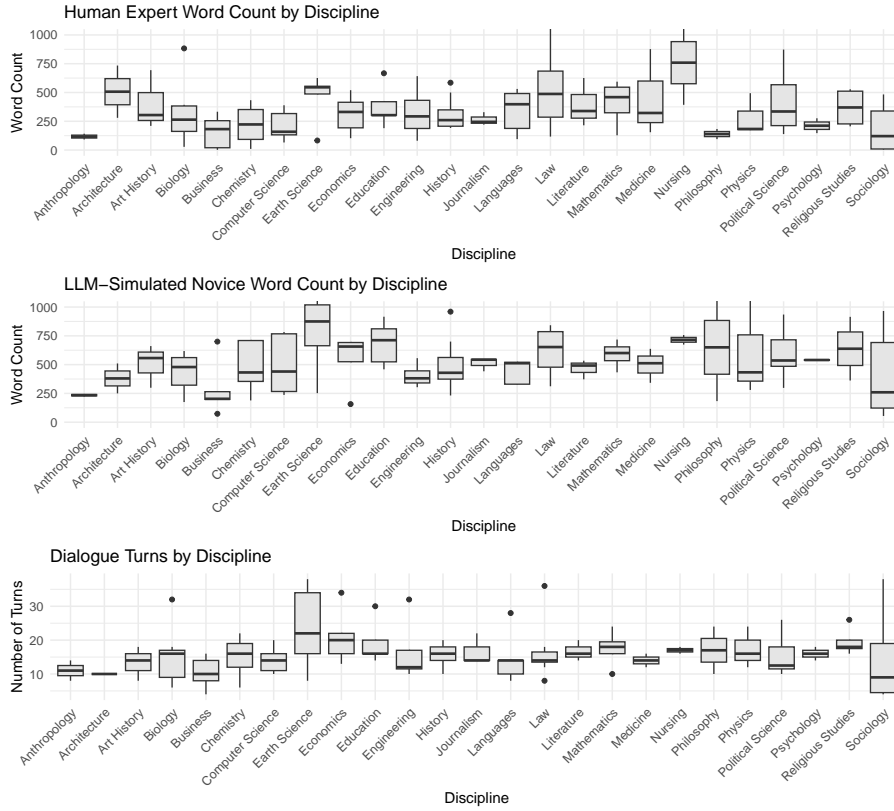 Human Expert Word Count by Discipline
Word Count
1000
750
500
250
0
Anthropology
Architecture
Art History
Biology
Business
Chemistry
Computer Science
Earth Science
Economics
Education
Engineering
History
Journalism
Languages
Law
Literature
Mathematics
Medicine
Nursing
Philosophy
Physics
Political Science
Psychology
Religious Studies
Sociology
Discipline
LLM−Simulated Novice Word Count by Discipline
Word Count
1000
750
500
250
0
Anthropology
Architecture
Art History
Biology
Business
Chemistry
Computer Science
Earth Science
Economics
Education
Engineering
History
Journalism
Languages
Law
Literature
Mathematics
Medicine
Nursing
Philosophy
Physics
Political Science
Psychology
Religious Studies
Sociology
Discipline
Dialogue Turns by Discipline
Number of Turns
30
20
10
Anthropology
Architecture
Art History
Biology
Business
Chemistry
Computer Science
Earth Science
Economics
Education
Engineering
History
Journalism
Languages
Law
Literature
Mathematics
Medicine
Nursing
Philosophy
Physics
Political Science
Psychology
Religious Studies
Sociology
Discipline